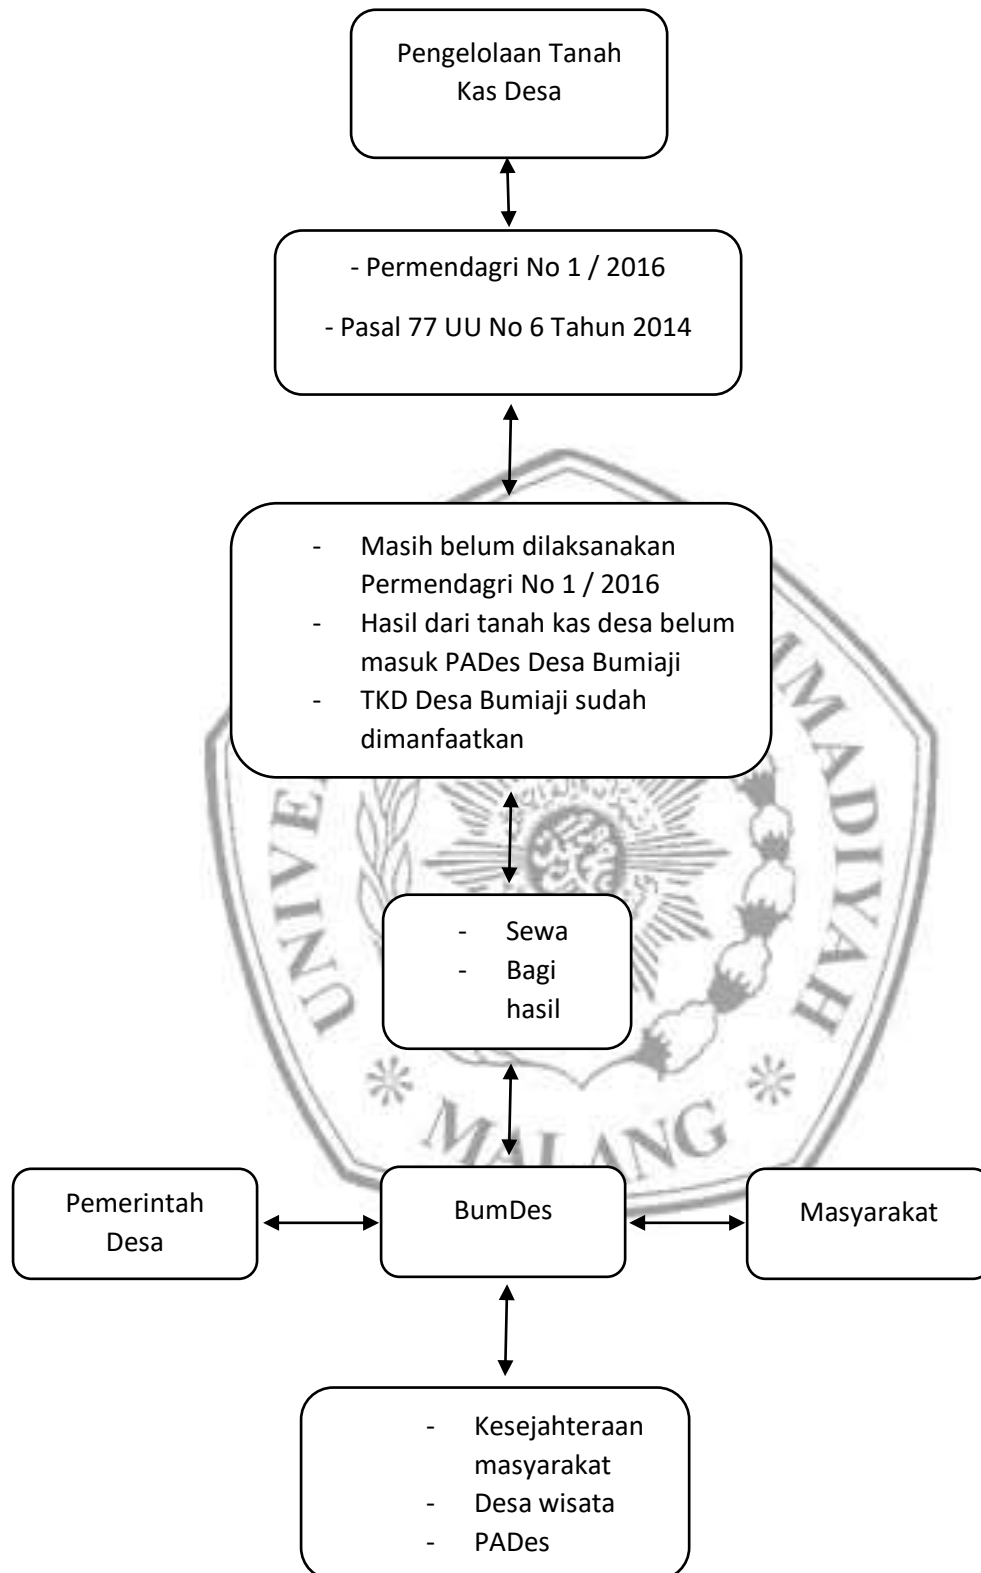 Pengelolaan Tanah
Kas Desa
- Permendagri No 1 / 2016
- Pasal 77 UU No 6 Tahun 2014
- Masih belum dilaksanakan
Permendagri No 1 / 2016
- Hasil dari tanah kas desa belum
masuk PADes Desa Bumiaji
- TKD Desa Bumiaji sudah
dimanfaatkan
- Sewa
- Bagi
hasil
MALANG
Pemerintah
Desa
BumDes
Masyarakat
- Kesejahteraan
masyarakat
- Desa wisata
- PADes